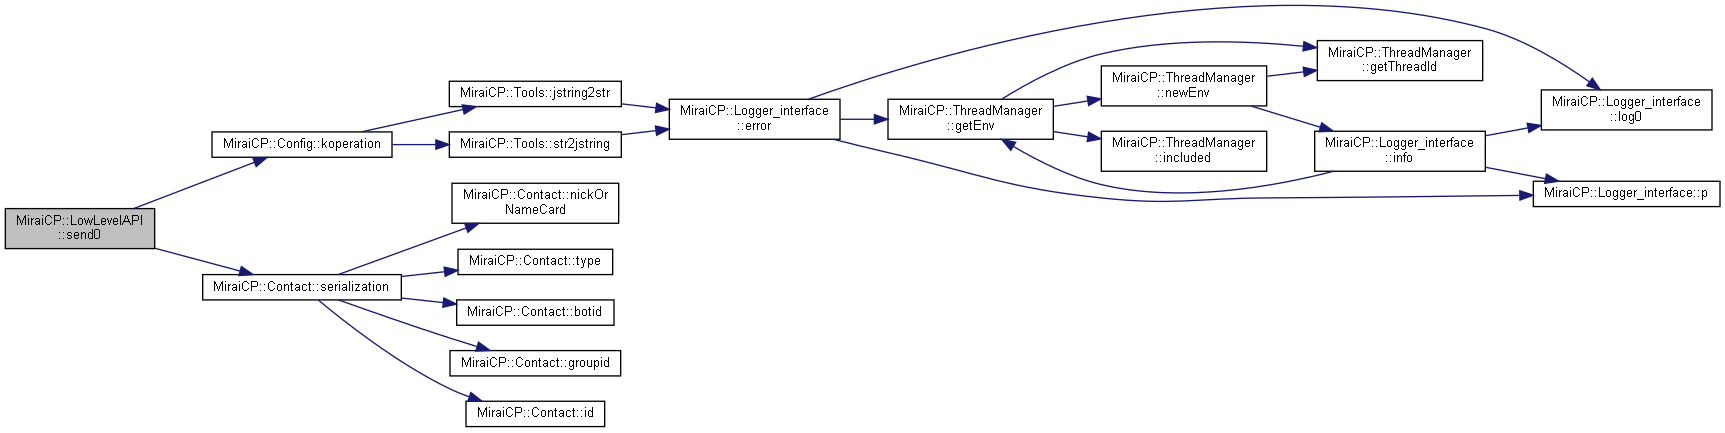 MiraiCP::LowLevelAPI
::send0
MiraiCP::Config::koperation
MiraiCP::Contact::serialization
MiraiCP::Tools::jstring2str
MiraiCP::Tools::str2jstring
MiraiCP::Contact::nickOr
NameCard
MiraiCP::Contact::type
MiraiCP::Contact::botid
MiraiCP::Contact::groupid
MiraiCP::Contact::id
MiraiCP::Logger_interface
::error
MiraiCP::ThreadManager
::getEnv
MiraiCP::ThreadManager
::newEnv
MiraiCP::ThreadManager
::included
MiraiCP::ThreadManager
::getThreadId
MiraiCP::Logger_interface
::info
MiraiCP::Logger_interface
::log0
MiraiCP::Logger_interface::p